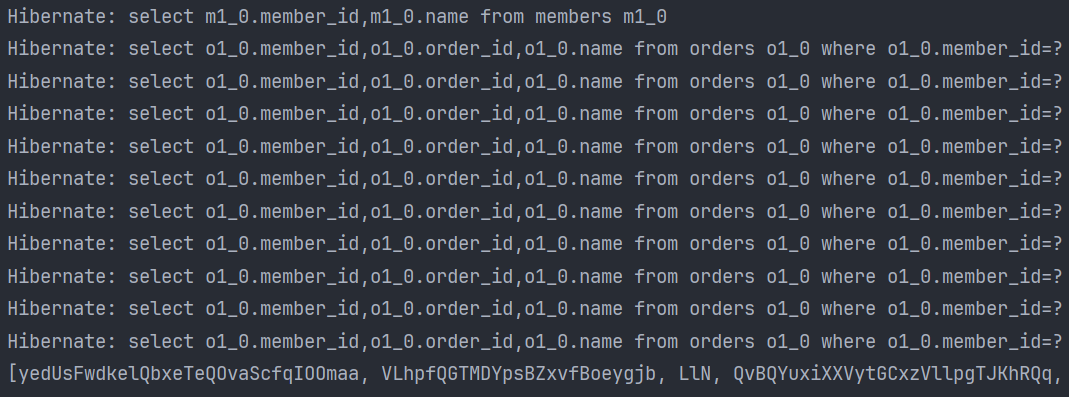 Hibernate: select m1_0.member_id,m1_0.name from members m1_0
Hibernate: select o1_0.member_id,o1_0.order_id,o1_0.name from orders o1_0 where o1_0.member_id=?
Hibernate: select o1_0.member_id,o1_0.order_id,o1_0.name from orders o1_0 where o1_0.member_id=?
Hibernate: select o1_0.member_id,o1_0.order_id,o1_0.name from orders o1_0 where o1_0.member_id=?
Hibernate: select o1_0.member_id,o1_0.order_id,o1_0.name from orders o1_0 where o1_0.member_id=?
Hibernate: select o1_0.member_id,o1_0.order_id,o1_0.name from orders o1_0 where o1_0.member_id=?
Hibernate: select o1_0.member_id,o1_0.order_id,o1_0.name from orders o1_0 where o1_0.member_id=?
Hibernate: select o1_0.member_id,o1_0.order_id,o1_0.name from orders o1_0 where o1_0.member_id=?
Hibernate: select o1_0.member_id,o1_0.order_id,o1_0.name from orders o1_0 where o1_0.member_id=?
Hibernate: select o1_0.member_id,o1_0.order_id,o1_0.name from orders o1_0 where o1_0.member_id=?
Hibernate: select o1_0.member_id,o1_0.order_id,o1_0.name from orders o1_0 where o1_0.member_id=?
[yedUsFwdKelQbxeTeQOvaScfqIOOmaa, VLhpfQGTMDYpsBZxvfBoeygjb, LlN, QvBQYuxiXXVytGCxzVllpgTJKhRQq,